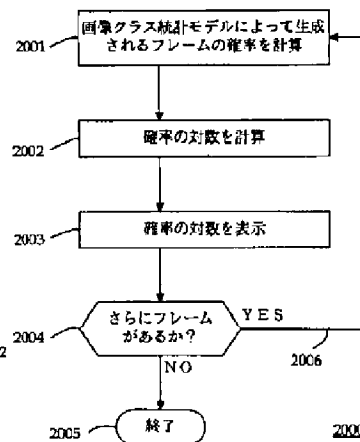 2001
画像クラス統計モデルによって生成
されるフレームの確率を計算
2002
確率の対数を計算
2003
確率の対数を表示
2004
さらにフレーム
があるか?
YES
2006
NO
2005
終了
2000